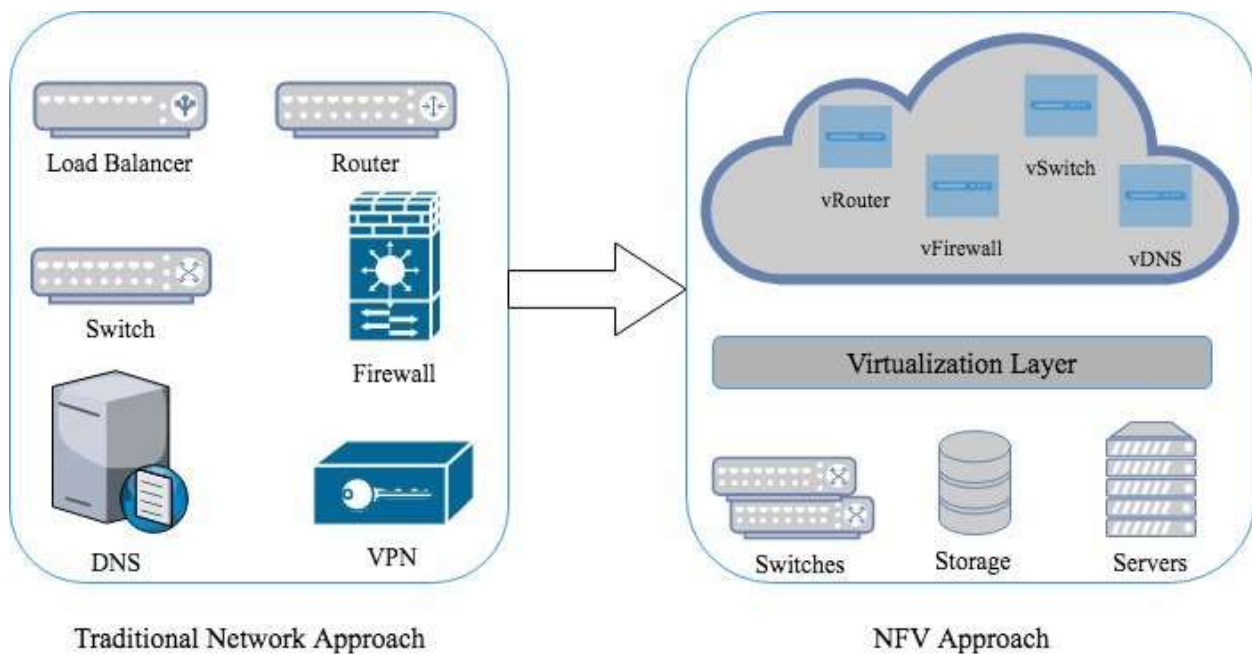 Load Balancer
Router
Switch
Firewall
DNS
VPN
Traditional Network Approach
vRouter
vSwitch
vFirewall
vDNS
Virtualization Layer
Switches
Storage
Servers
NFV Approach